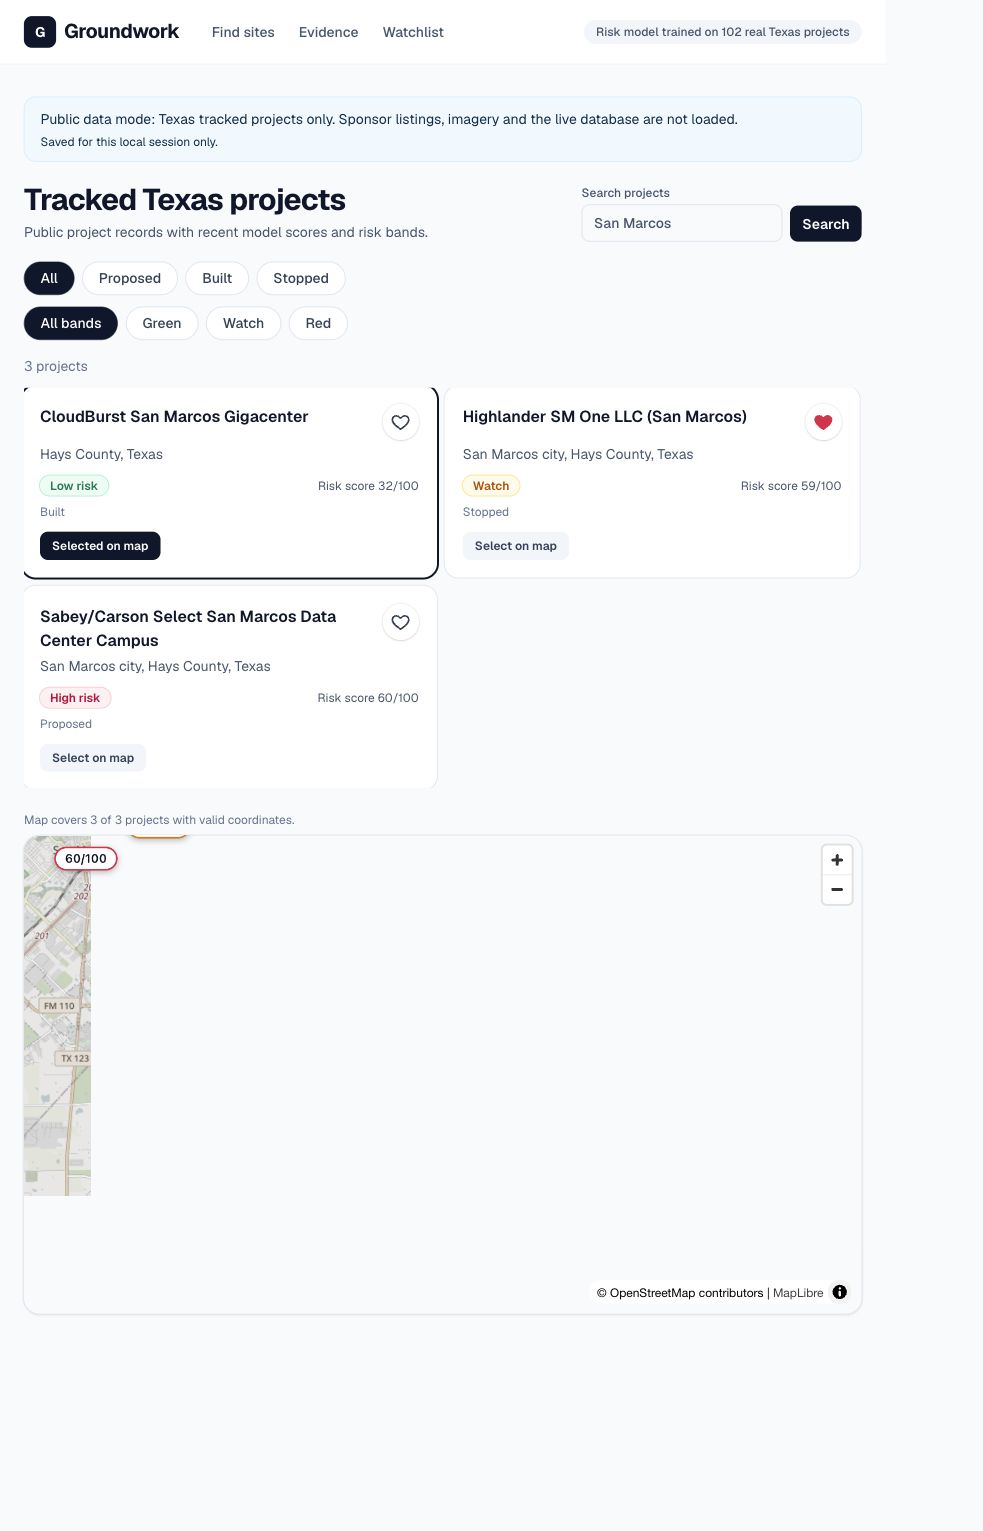 G Groundwork Find sites Evidence Watchlist Risk model trained on 102 real Texas projects
Public data mode: Texas tracked projects only. Sponsor listings, imagery and the live database are not loaded.
Saved for this local session only.
Tracked Texas projects
Public project records with recent model scores and risk bands.
Search projects
San Marcos Search
All Proposed Built Stopped
All bands Green Watch Red
3 projects
CloudBurst San Marcos Gigacenter
Hays County, Texas
Low risk Risk score 32/100
Built
Selected on map
Highlander SM One LLC (San Marcos)
San Marcos city, Hays County, Texas
Watch Risk score 59/100
Stopped
Select on map
Sabey/Carson Select San Marcos Data
Center Campus
San Marcos city, Hays County, Texas
High risk Risk score 60/100
Proposed
Select on map
Map covers 3 of 3 projects with valid coordinates.
60/100
202
201
FM 110
TX 123
+
−
© OpenStreetMap contributors | MapLibre